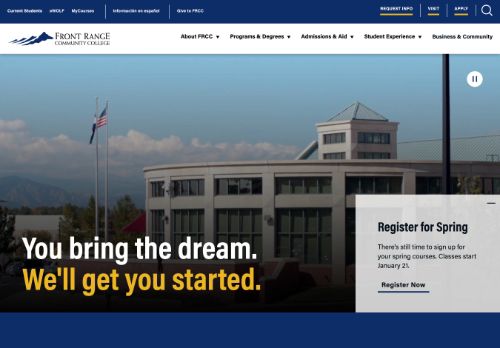 Current Students eWOLF MyCourses Información en español Give to FRCC REQUEST INFO VISIT APPLY
FRONT RANGE
COMMUNITY COLLEGE
About FRCC Programs & Degrees Admissions & Aid Student Experience Business & Community
You bring the dream.
We'll get you started.
Register for Spring
There's still time to sign up for
your spring courses. Classes start
January 21.
Register Now